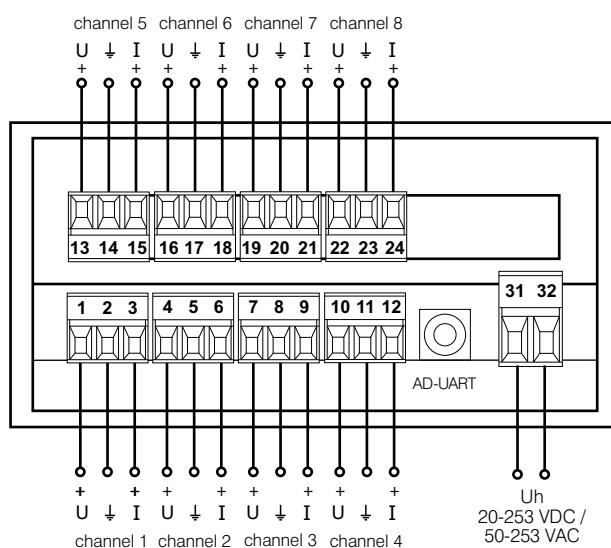 channel 5 channel 6 channel 7 channel 8
U ⏚ I U ⏚ I U ⏚ I U ⏚ I
+ + + + + + + +
13 14 15 16 17 18 19 20 21 22 23 24
31 32
1 2 3 4 5 6 7 8 9 10 11 12
AD-UART
+ + + + + + + +
U ⏚ I U ⏚ I U ⏚ I U ⏚ I
channel 1 channel 2 channel 3 channel 4
Uh
20-253 VDC /
50-253 VAC